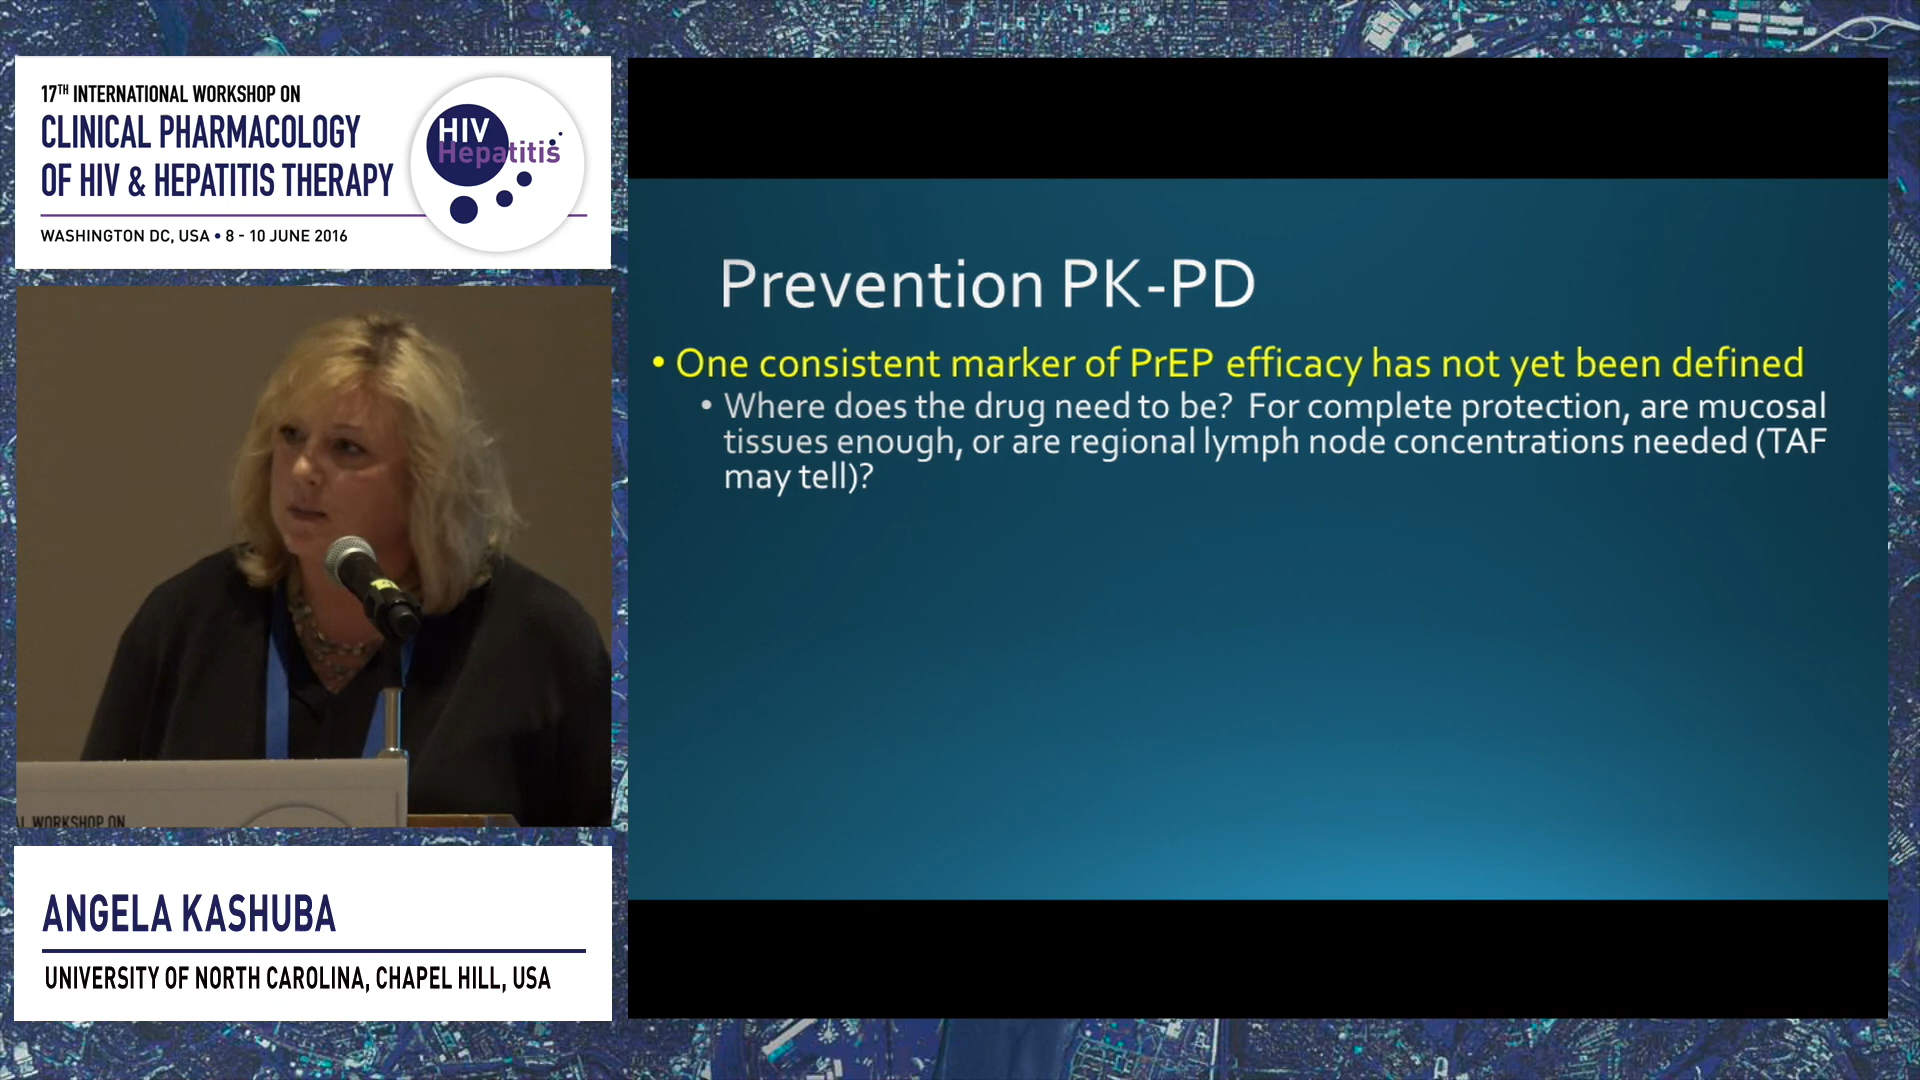 17TH INTERNATIONAL WORKSHOP ON
CLINICAL PHARMACOLOGY
OF HIV & HEPATITIS THERAPY
WASHINGTON DC, USA • 8 - 10 JUNE 2016
HIV
Hepatitis
AL WORKSHOP ON
ANGELA KASHUBA
UNIVERSITY OF NORTH CAROLINA, CHAPEL HILL, USA
Prevention PK-PD
• One consistent marker of PrEP efficacy has not yet been defined
• Where does the drug need to be? For complete protection, are mucosal
tissues enough, or are regional lymph node concentrations needed (TAF
may tell)?